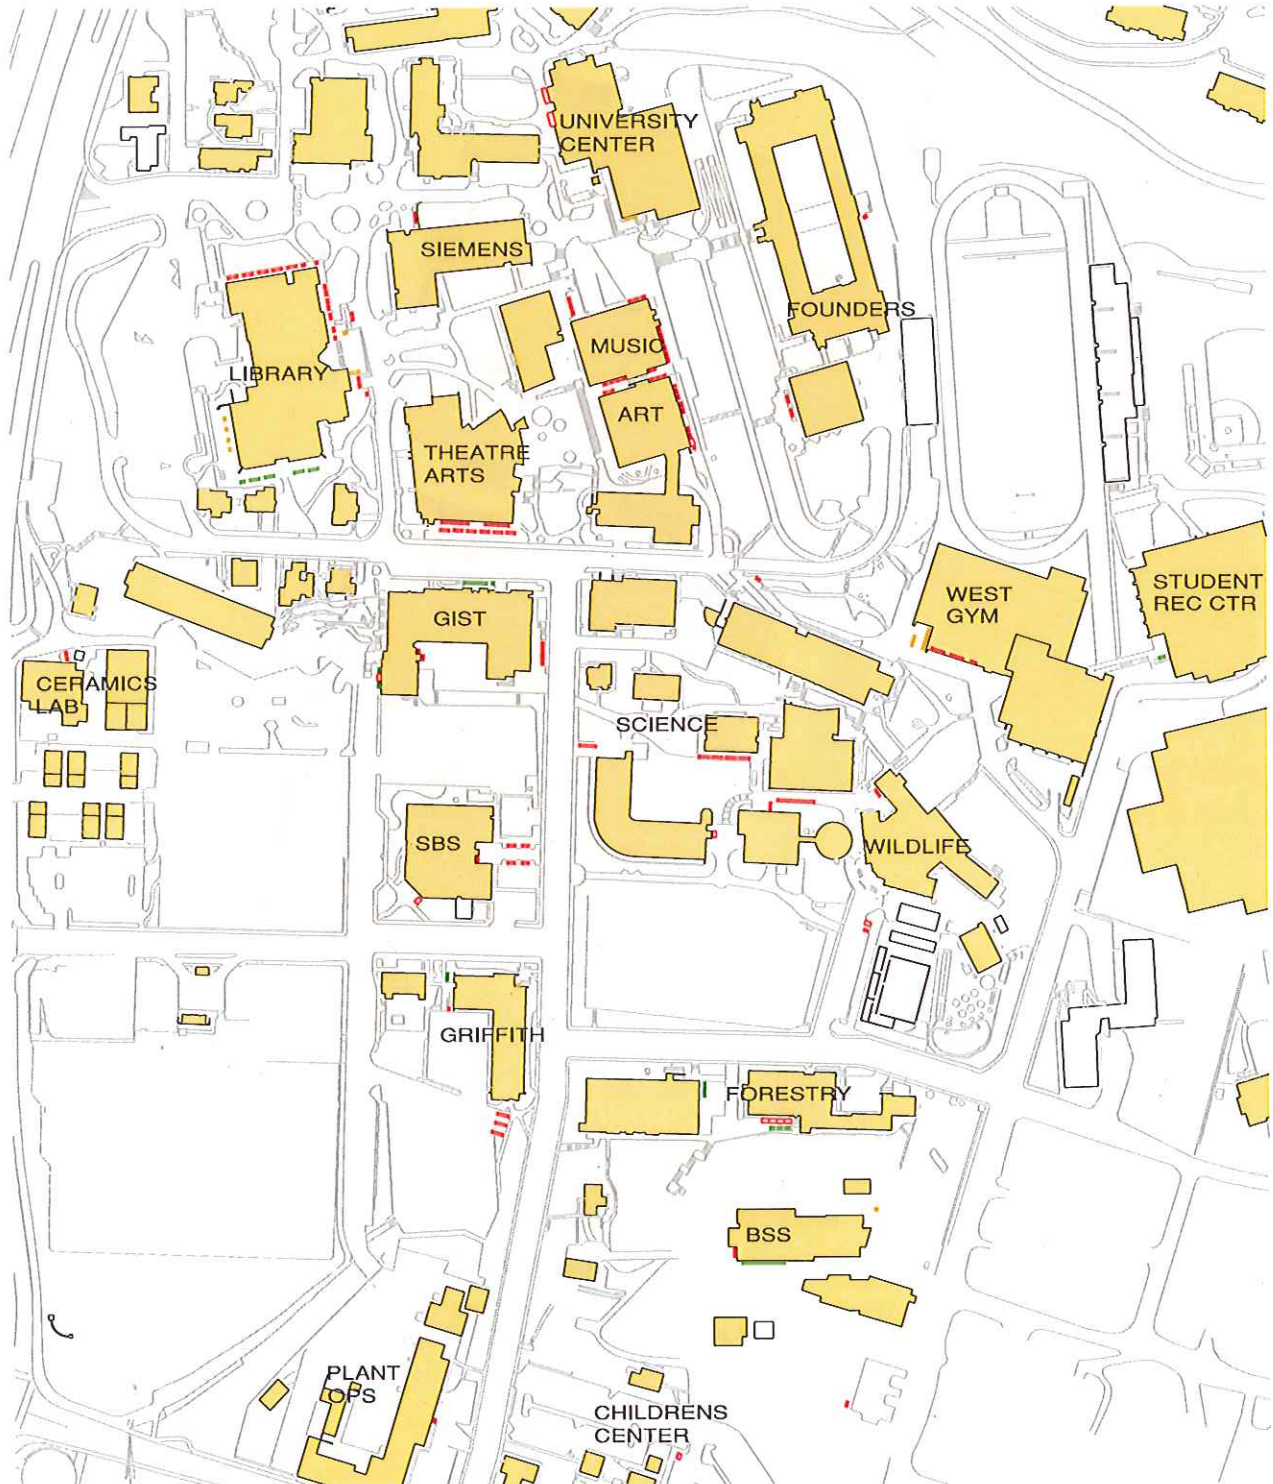 UNIVERSITY
CENTER
SIEMENS
FOUNDERS
MUSIC
LIBRARY
ART
THEATRE
ARTS
STUDENT
REC CTR
WEST
GYM
GIST
CERAMICS
LAB
SCIENCE
SBS
WILDLIFE
GRIFFITH
FORESTRY
BSS
PLANT
OPS
CHILDRENS
CENTER